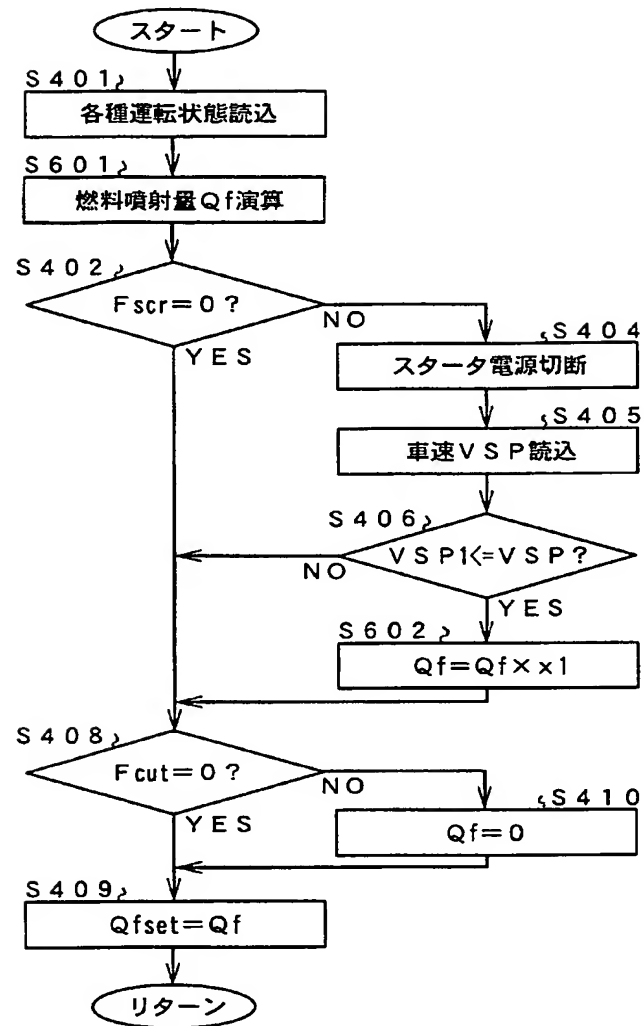 スタート
S401
各種運転状態読込
S601
燃料噴射量Qf演算
S402
Fscr=0?
NO
YES
S404
スタータ電源切断
S405
車速VSP読込
S406
VSP1<=VSP?
NO
YES
S602
Qf=Qf×x1
S408
Fcut=0?
NO
YES
S410
Qf=0
S409
Qfset=Qf
リターン